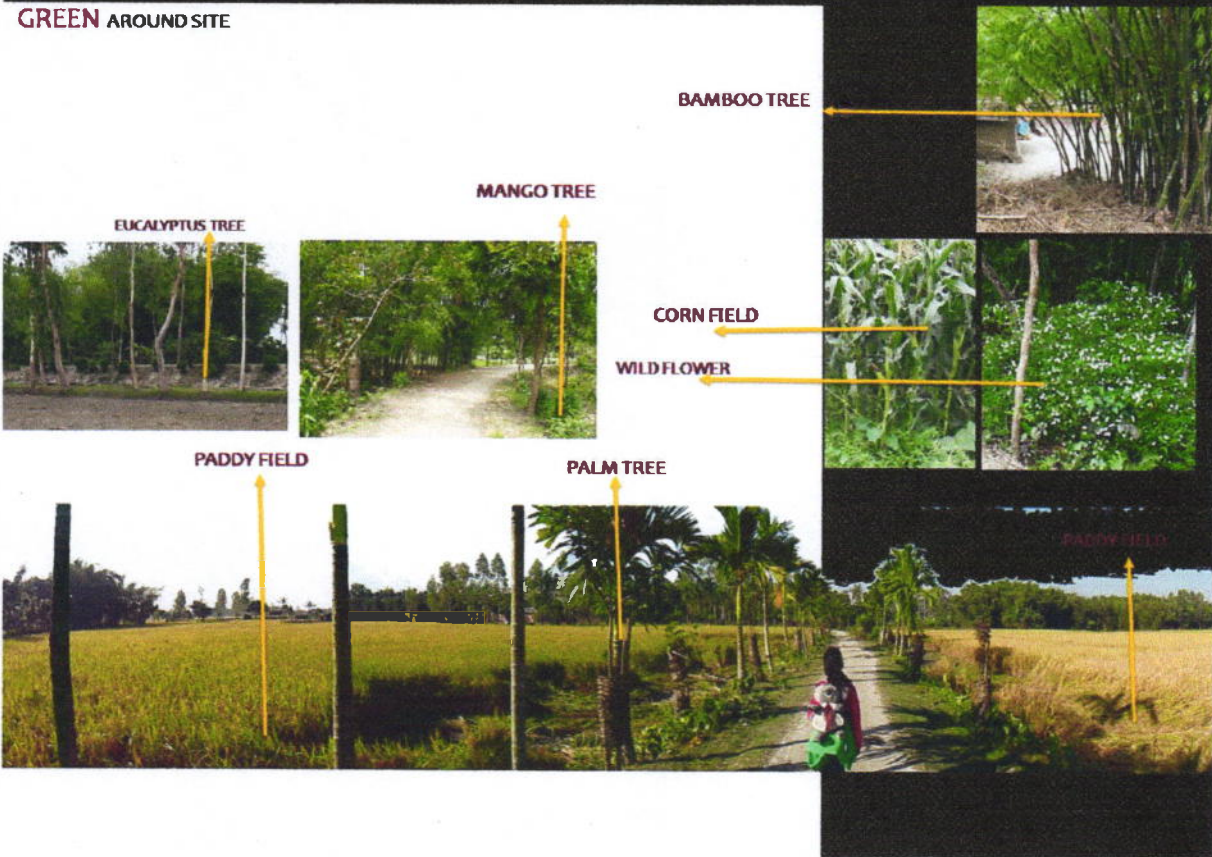 GREEN AROUND SITE
BAMBOO TREE
MANGO TREE
EUCALYPTUS TREE
CORN FIELD
WILD FLOWER
PADDY FIELD
PALM TREE
PADDY FIELD